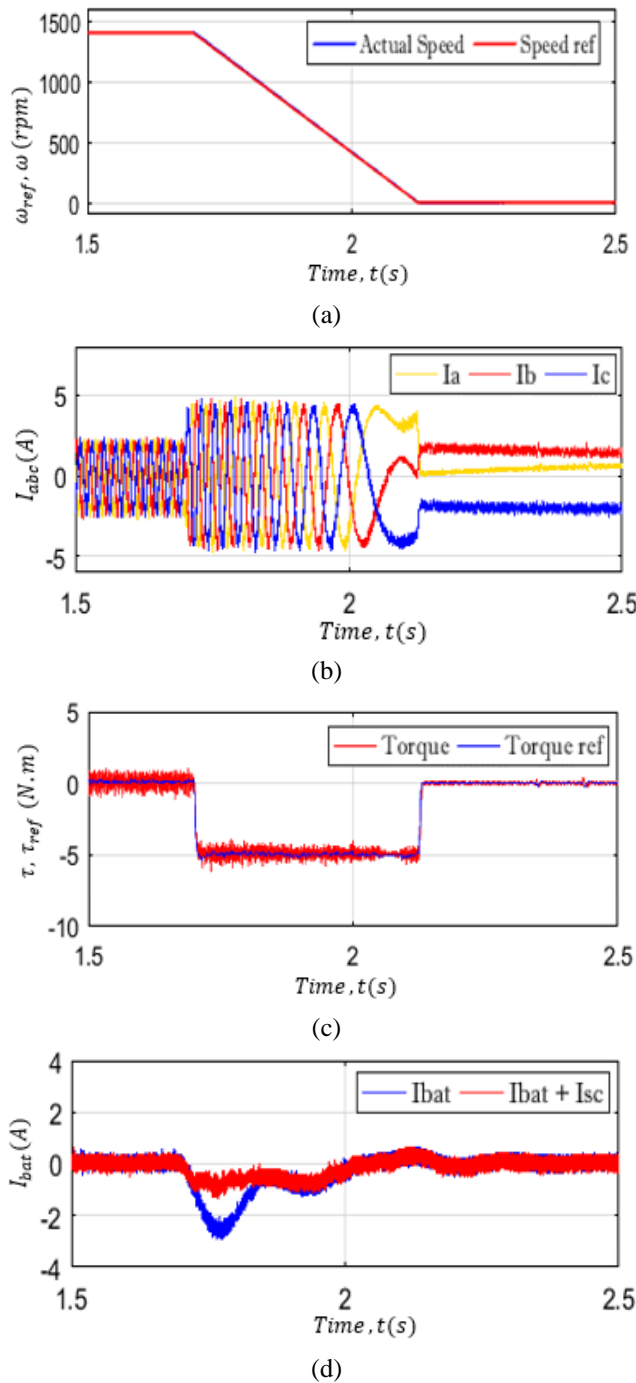 1500
1000
500
0
ω_ref, ω (rpm)
Actual Speed Speed ref
1.5 2 2.5
Time, t(s)
(a)
5
0
-5
I_abc(A)
Ia Ib Ic
1.5 2 2.5
Time, t(s)
(b)
5
0
-5
-10
τ, τ_ref (N.m)
Torque Torque ref
1.5 2 2.5
Time, t(s)
(c)
4
2
0
-2
-4
I_bat(A)
Ibat Ibat + Isc
1.5 2 2.5
Time, t(s)
(d)